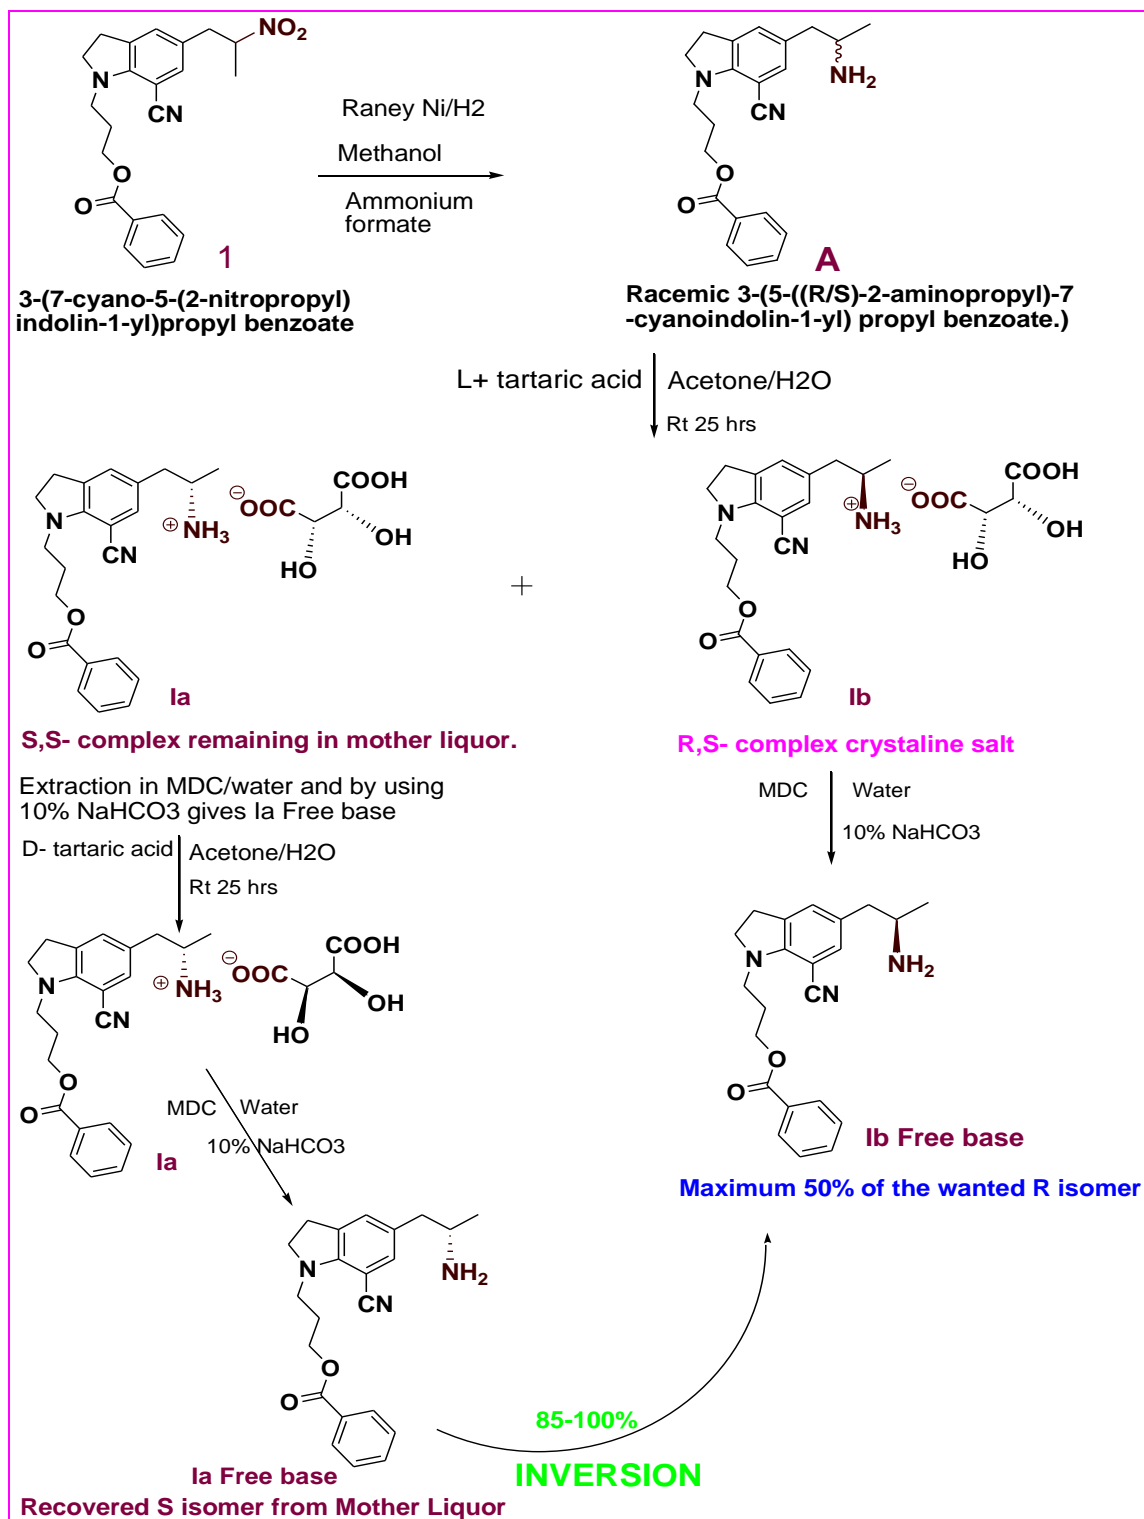 NO2
N
CN
O
O
1
3-(7-cyano-5-(2-nitropropyl)
indolin-1-yl)propyl benzoate
Raney Ni/H2
Methanol
Ammonium
formate
N
NH2
CN
O
O
A
Racemic 3-(5-((R/S)-2-aminopropyl)-7
-cyanoindolin-1-yl) propyl benzoate.)
L+ tartaric acid
Acetone/H2O
Rt 25 hrs
N
⊕
NH3
CN
O
O
⊖
OOC
COOH
OH
HO
Ia
S,S- complex remaining in mother liquor.
+
N
⊕
NH3
CN
O
O
⊖
OOC
COOH
OH
HO
Ib
R,S- complex crystaline salt
Extraction in MDC/water and by using
10% NaHCO3 gives Ia Free base
D- tartaric acid
Acetone/H2O
Rt 25 hrs
MDC
Water
10% NaHCO3
N
⊕
NH3
CN
O
O
⊖
OOC
COOH
OH
HO
Ia
MDC
Water
10% NaHCO3
N
NH2
CN
O
O
Ib Free base
Maximum 50% of the wanted R isomer
N
NH2
CN
O
O
Ia Free base
Recovered S isomer from Mother Liquor
85-100%
INVERSION